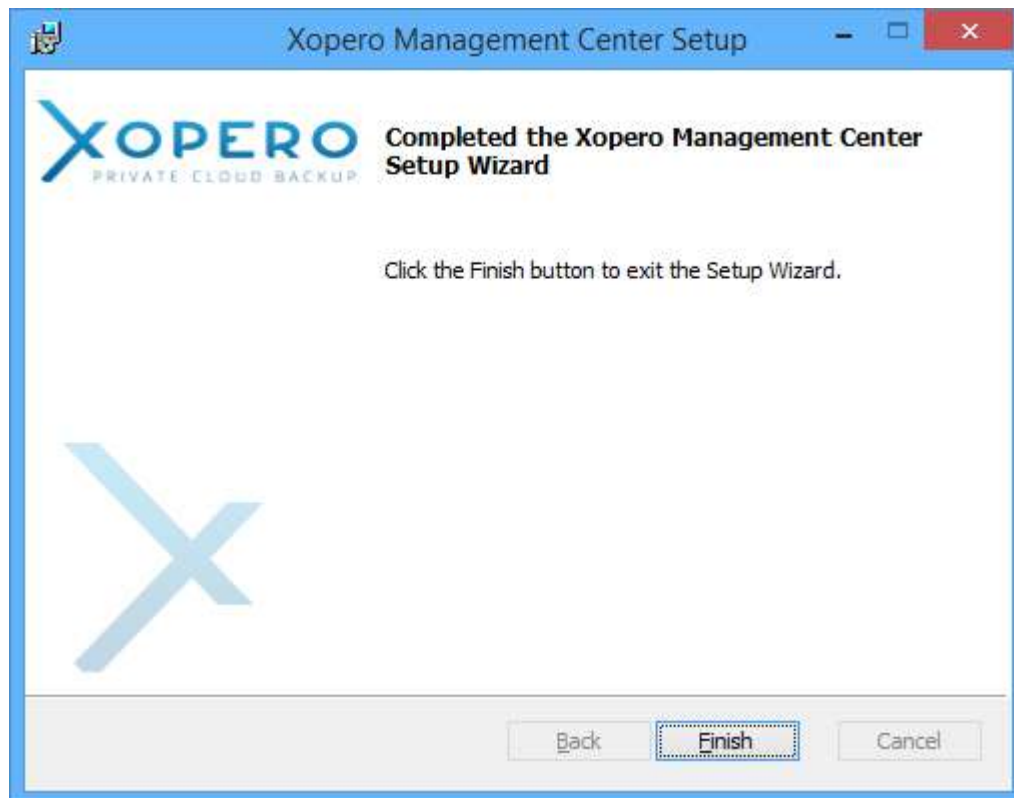 Xopero Management Center Setup
XOPERO
PRIVATE CLOUD BACKUP
Completed the Xopero Management Center
Setup Wizard
Click the Finish button to exit the Setup Wizard.
Back Finish Cancel